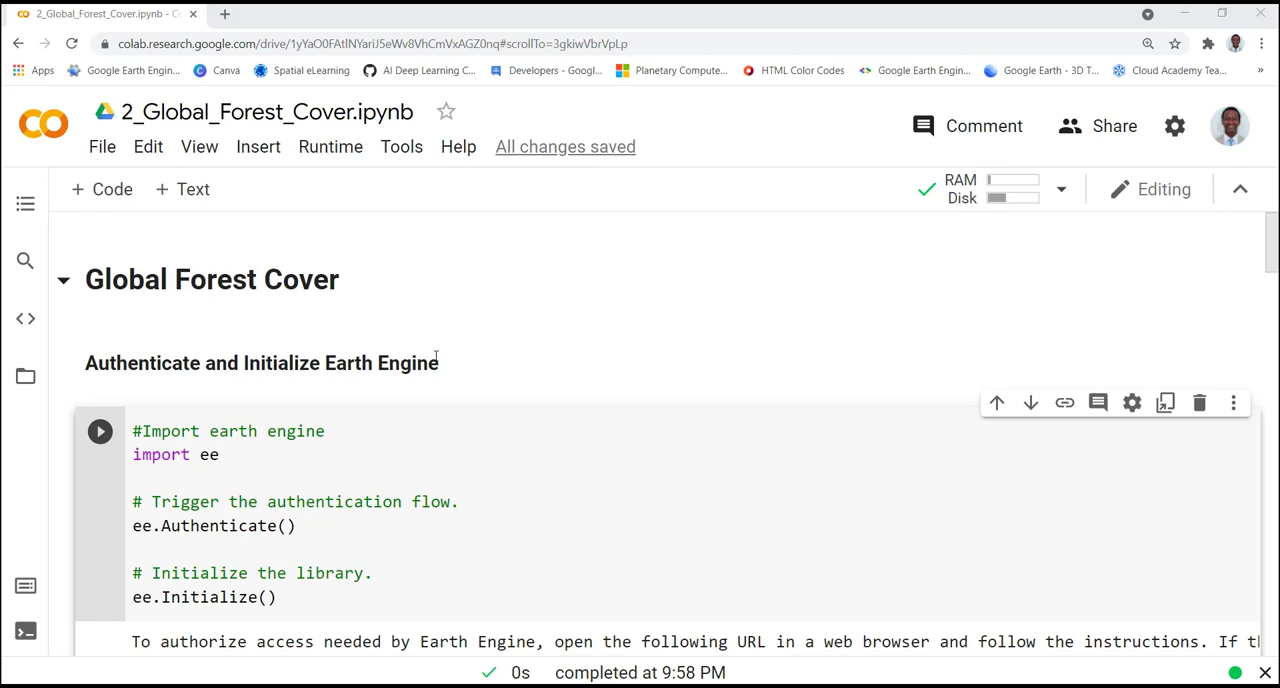 2_Global_Forest_Cover.ipynb - C
colab.research.google.com/drive/1yYaO0FAtlNYariJ5eWv8VhCmVxAGZ0nq#scrollTo=3gkiwVbrVpLp
Apps Google Earth Engin... Canva Spatial eLearning AI Deep Learning C... Developers - Googl... Planetary Compute... HTML Color Codes Google Earth Engin... Google Earth - 3D T... Cloud Academy Tea... »
2_Global_Forest_Cover.ipynb
Comment Share
File Edit View Insert Runtime Tools Help All changes saved
+ Code + Text
RAM
Disk
Editing
Global Forest Cover
Authenticate and Initialize Earth Engine
#Import earth engine
import ee
# Trigger the authentication flow.
ee.Authenticate()
# Initialize the library.
ee.Initialize()
To authorize access needed by Earth Engine, open the following URL in a web browser and follow the instructions. If
0s completed at 9:58 PM